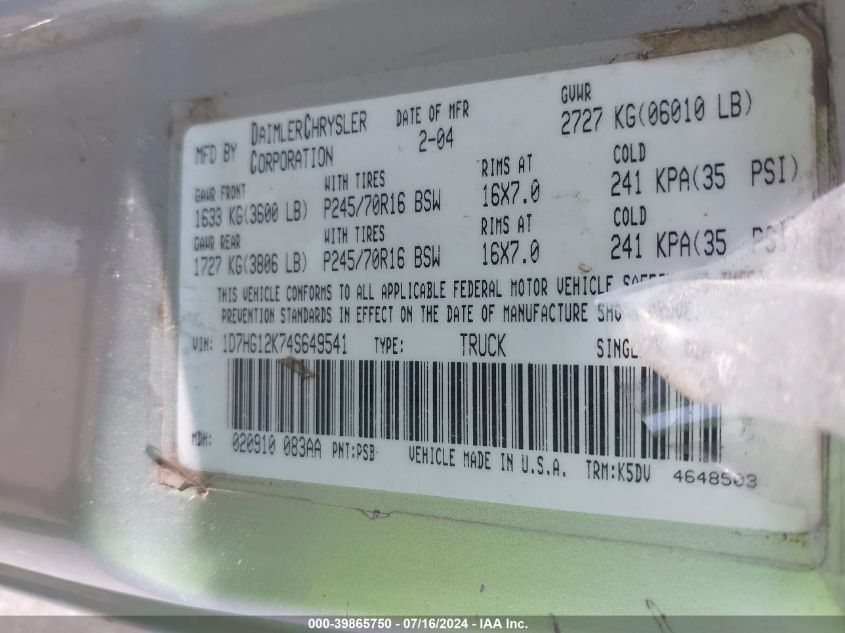 MFD BY DAIMLERCHRYSLER CORPORATION DATE OF MFR 2-04 GVWR 2727 KG(06010 LB)
GAWR FRONT WITH TIRES RIMS AT COLD
1633 KG(3600 LB) P245/70R16 BSW 16X7.0 241 KPA(35 PSI)
GAWR REAR WITH TIRES RIMS AT COLD
1727 KG(3806 LB) P245/70R16 BSW 16X7.0 241 KPA(35 PSI)
THIS VEHICLE CONFORMS TO ALL APPLICABLE FEDERAL MOTOR VEHICLE
PREVENTION STANDARDS IN EFFECT ON THE DATE OF MANUFACTURE
VIN: 1D7HG12K74S649541 TYPE: TRUCK
MDH: 020910 083AA PNT:PSB VEHICLE MADE IN U.S.A. TRM:K5DV 4648503
000-39865750 - 07/16/2024 - IAA Inc.